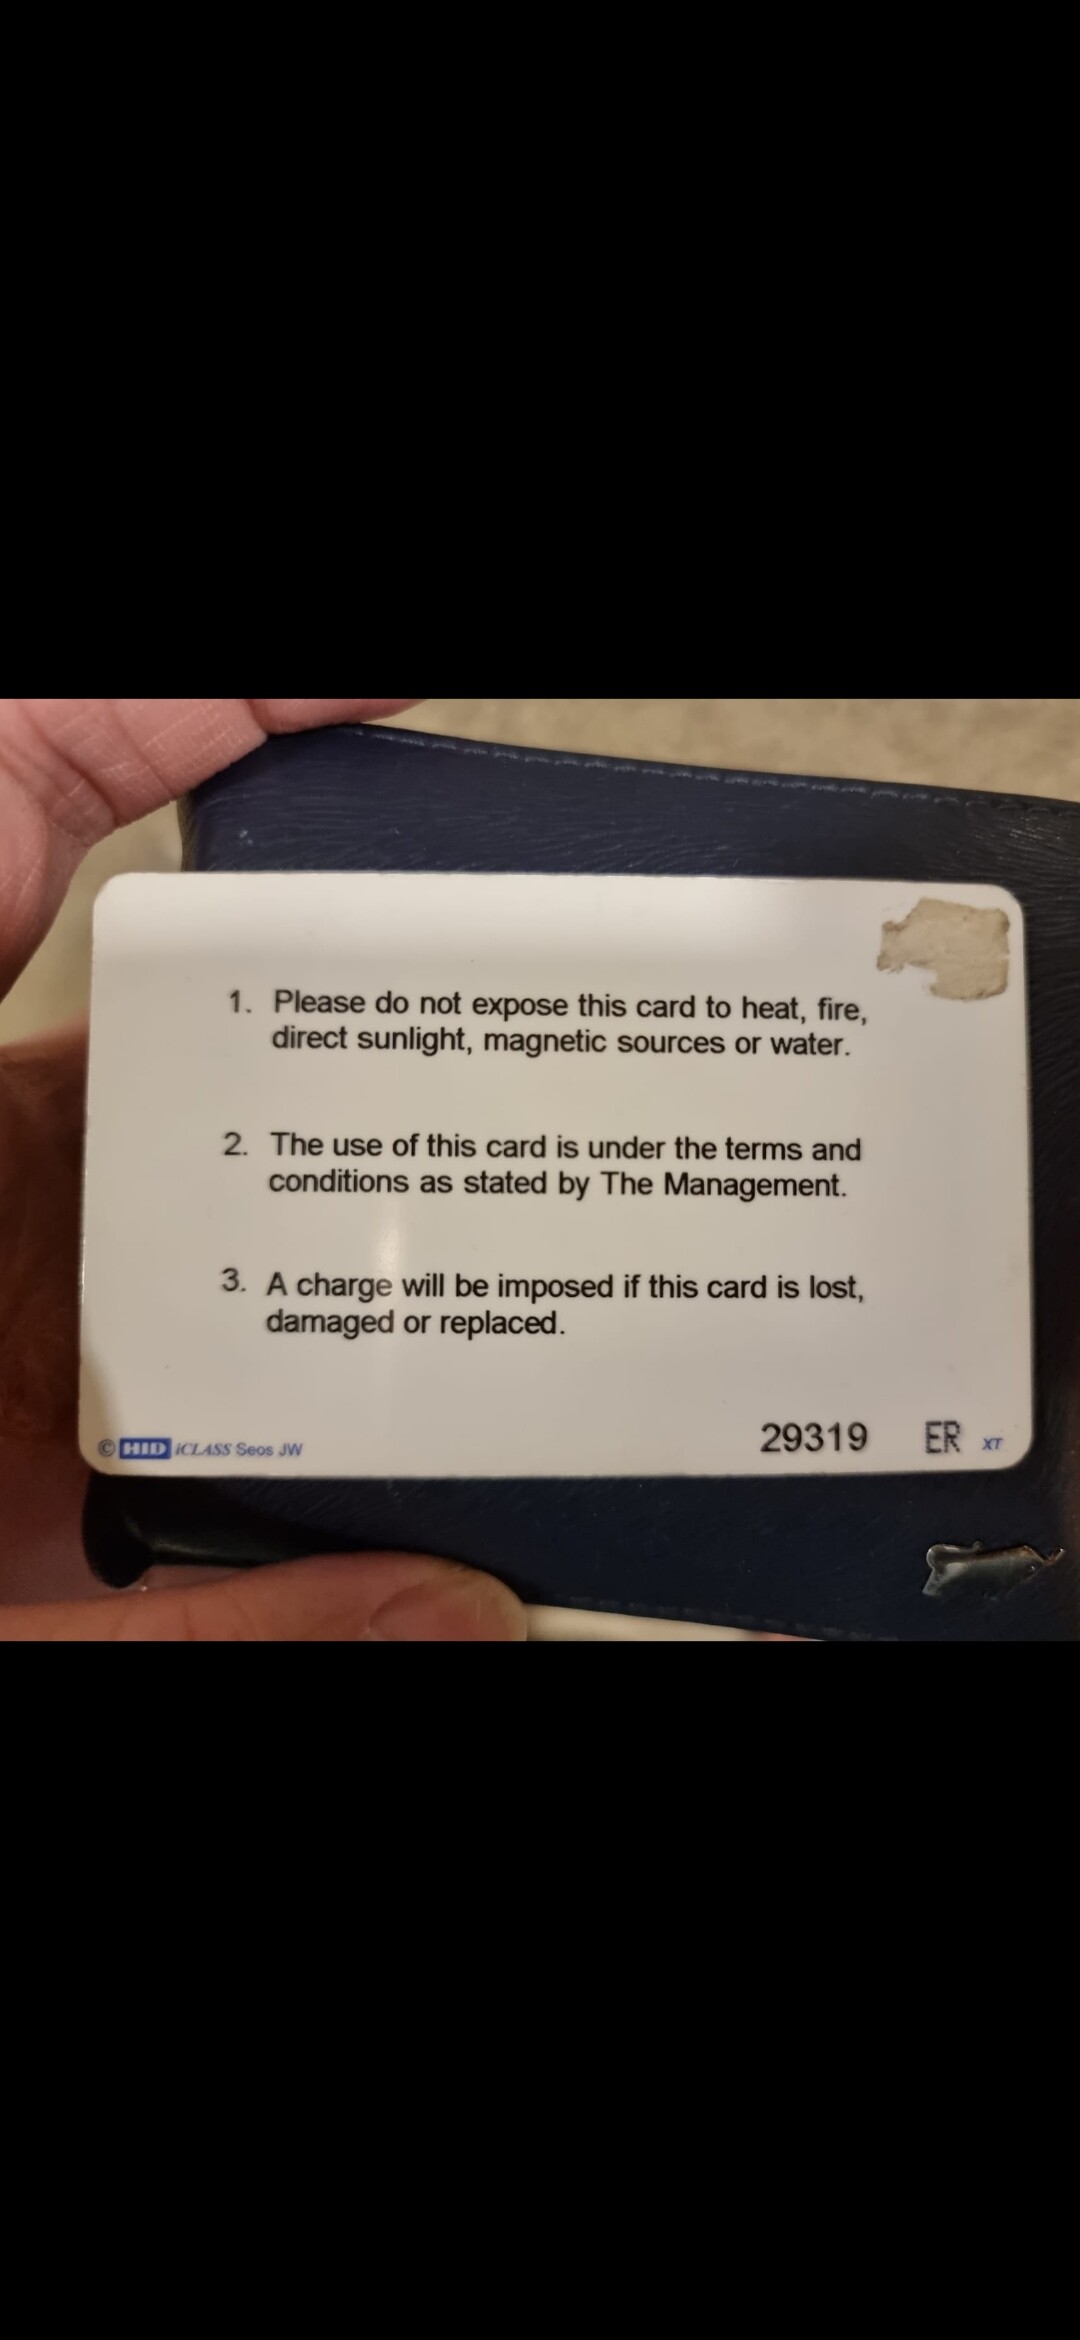 1. Please do not expose this card to heat, fire,
direct sunlight, magnetic sources or water.
2. The use of this card is under the terms and
conditions as stated by The Management.
3. A charge will be imposed if this card is lost,
damaged or replaced.
© HID iCLASS Seos JW
29319 ER XT